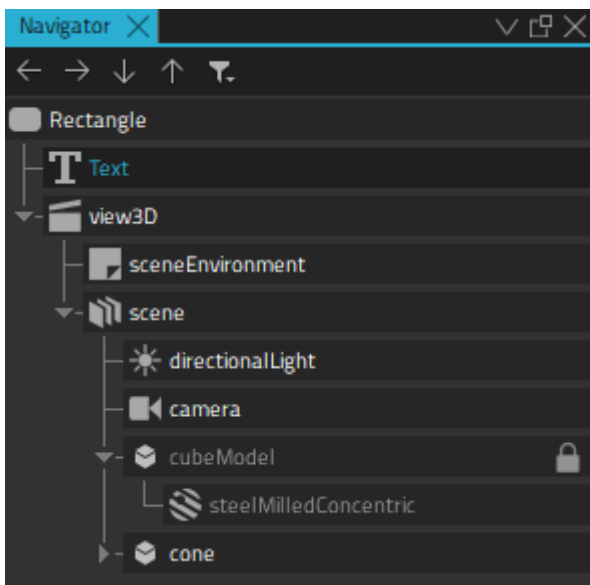 Navigator
Rectangle
Text
view3D
sceneEnvironment
scene
directionalLight
camera
cubeModel
steelMilledConcentric
cone